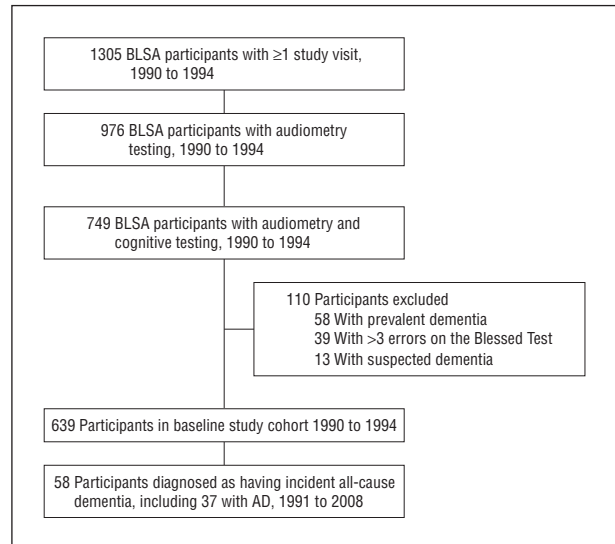 1305 BLSA participants with ≥1 study visit,
1990 to 1994
976 BLSA participants with audiometry
testing, 1990 to 1994
749 BLSA participants with audiometry and
cognitive testing, 1990 to 1994
110 Participants excluded
58 With prevalent dementia
39 With >3 errors on the Blessed Test
13 With suspected dementia
639 Participants in baseline study cohort 1990 to 1994
58 Participants diagnosed as having incident all-cause
dementia, including 37 with AD, 1991 to 2008